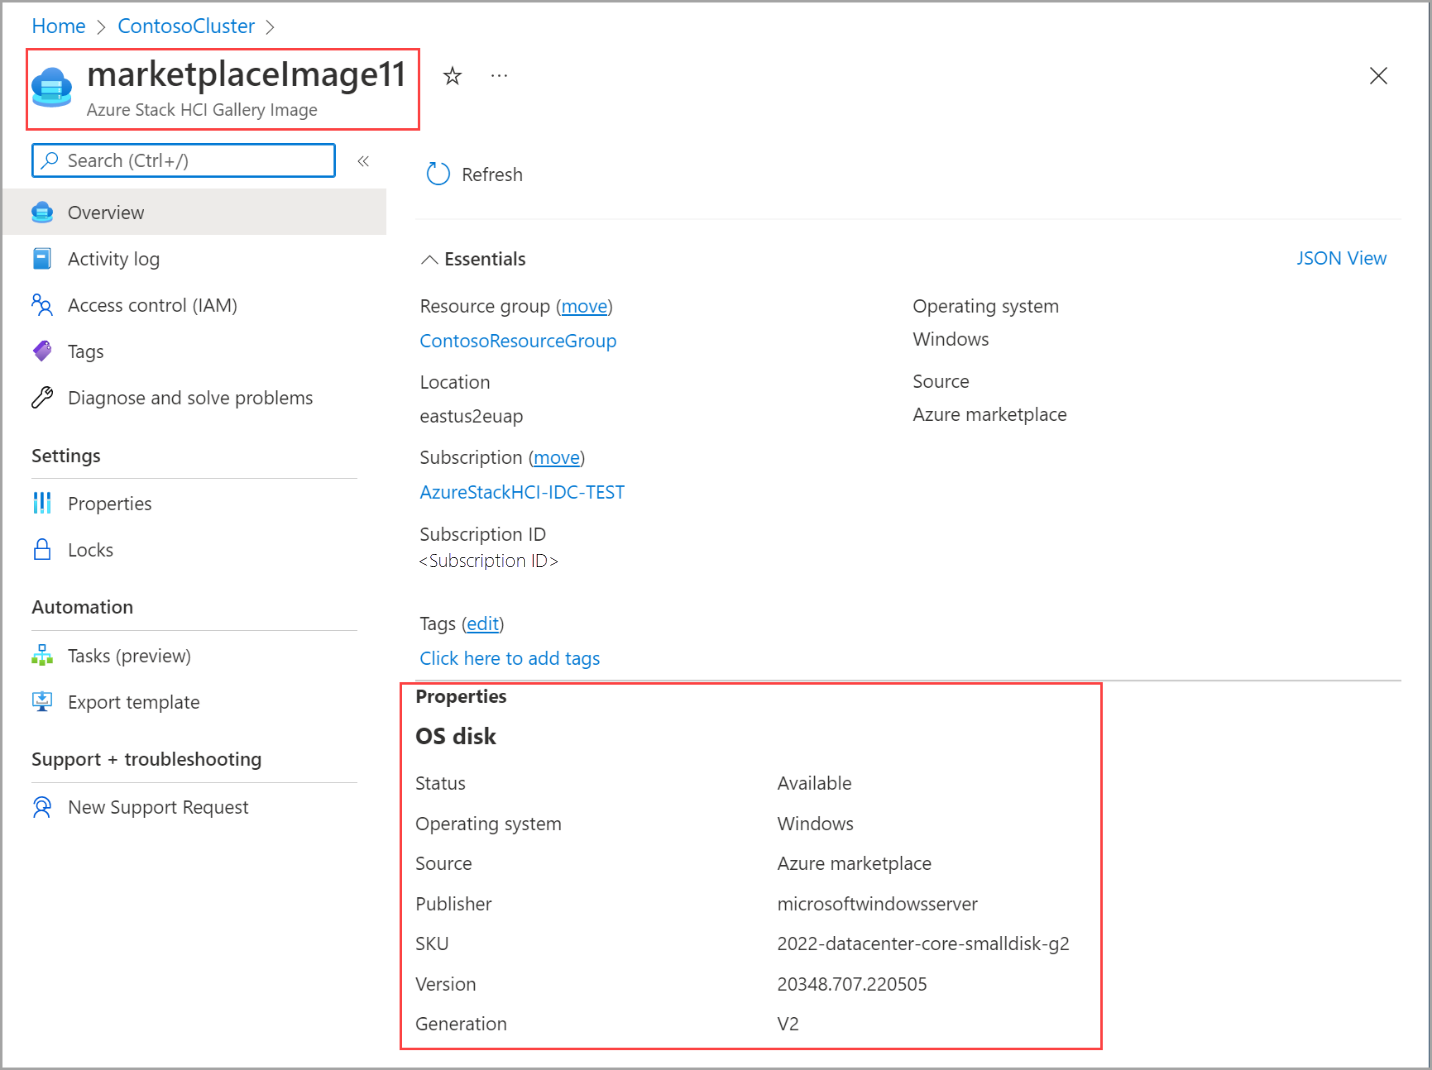 Home > ContosoCluster >
marketplaceImage11
Azure Stack HCI Gallery Image
Search (Ctrl+/)
Refresh
Overview
Activity log
Access control (IAM)
Tags
Diagnose and solve problems
Settings
Properties
Locks
Automation
Tasks (preview)
Export template
Support + troubleshooting
New Support Request
Essentials
JSON View
Resource group (move)
ContosoResourceGroup
Location
eastus2euap
Subscription (move)
AzureStackHCI-IDC-TEST
Subscription ID
<Subscription ID>
Operating system
Windows
Source
Azure marketplace
Tags (edit)
Click here to add tags
Properties
OS disk
Status Available
Operating system Windows
Source Azure marketplace
Publisher microsoftwindowsserver
SKU 2022-datacenter-core-smalldisk-g2
Version 20348.707.220505
Generation V2